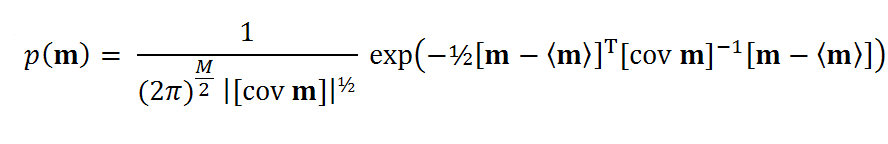 p(𝐦) = 1 / ((2π)^(M/2) |[cov 𝐦]|^½) exp(−½[𝐦 − ⟨𝐦⟩]ᵀ[cov 𝐦]⁻¹[𝐦 − ⟨𝐦⟩])